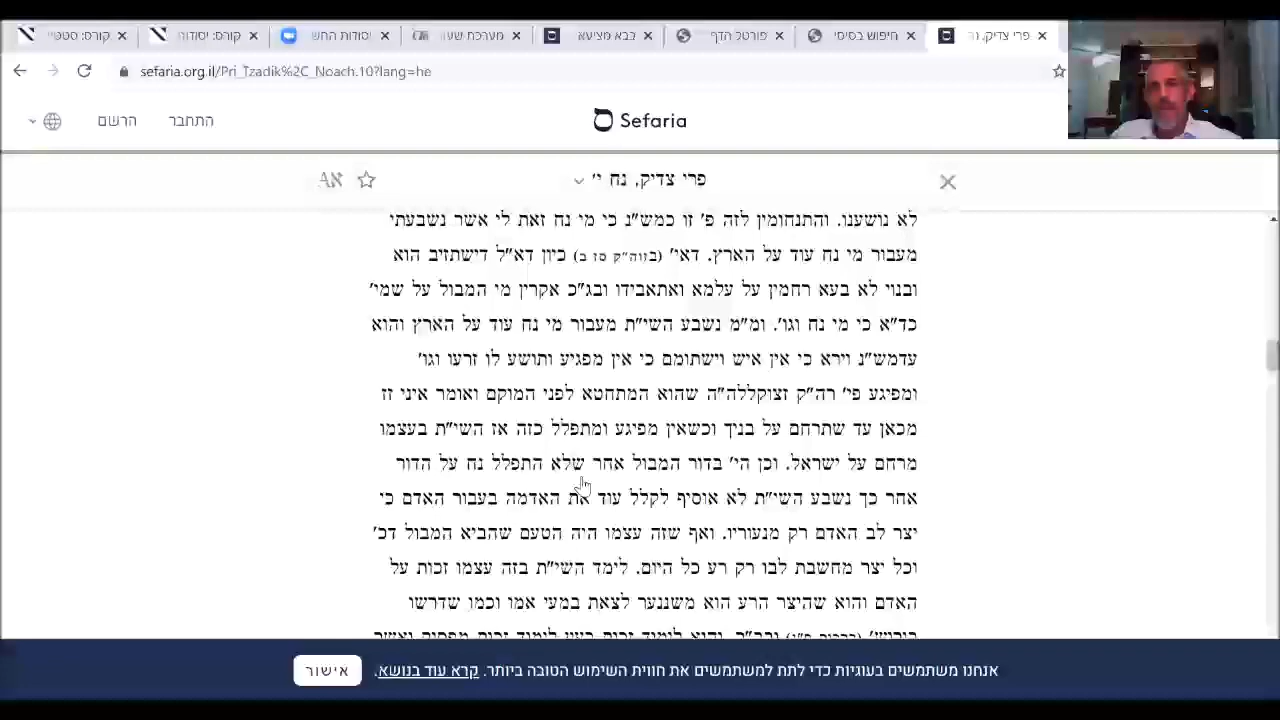 קורס: סטטי
קורס: יסודות
יסודות החש
מערכת שעו
בבא מציעא
פורטל הדף
חיפוש בסיסי
פרי צדיק, נח
sefaria.org.il/Pri_Tzadik%2C_Noach.10?lang=he
התחבר
הרשם
Sefaria
פרי צדיק, נח י׳
לא נושענו. והתנחומין לזה פ׳ זו כמש״נ כי מי נח זאת לי אשר נשבעתי
מעבור מי נח עוד על הארץ. דאי׳ (בזוה״ק סז ב) כיון דא״ל דישתזיב הוא
ובנוי לא בעא רחמין על עלמא ואתאבידו ובג״כ אקרין מי המבול על שמי׳
כד״א כי מי נח וגו׳. ומ״מ נשבע השי״ת מעבור מי נח עוד על הארץ והוא
עדמש״נ וירא כי אין איש וישתומם כי אין מפגיע ותושע לו זרעו וגו׳
ומפיגע פי׳ רה״ק זצוקללה״ה שהוא המתחטא לפני המוקם ואומר איני זז
מכאן עד שתרחם על בניך וכשאין מפיגע ומתפלל כזה אז השי״ת בעצמו
מרחם על ישראל. וכן הי׳ בדור המבול אחר שלא התפלל נח על הדור
אחר כך נשבע השי״ת לא אוסיף לקלל עוד את האדמה בעבור האדם כי
יצר לב האדם רק מנעוריו. ואף שזה עצמו היה הטעם שהביא המבול דכ׳
וכל יצר מחשבת לבו רק רע כל היום. לימד השי״ת בזה עצמו זכות על
האדם והוא שהיצר הרע הוא משננער לצאת במעי אמו וכמו שדרשו
והוא לימוד זכות כעין לימוד זכות מפסיק ואשר
אנחנו משתמשים בעוגיות כדי לתת למשתמשים את חווית השימוש הטובה ביותר. קרא עוד בנושא.
אישור